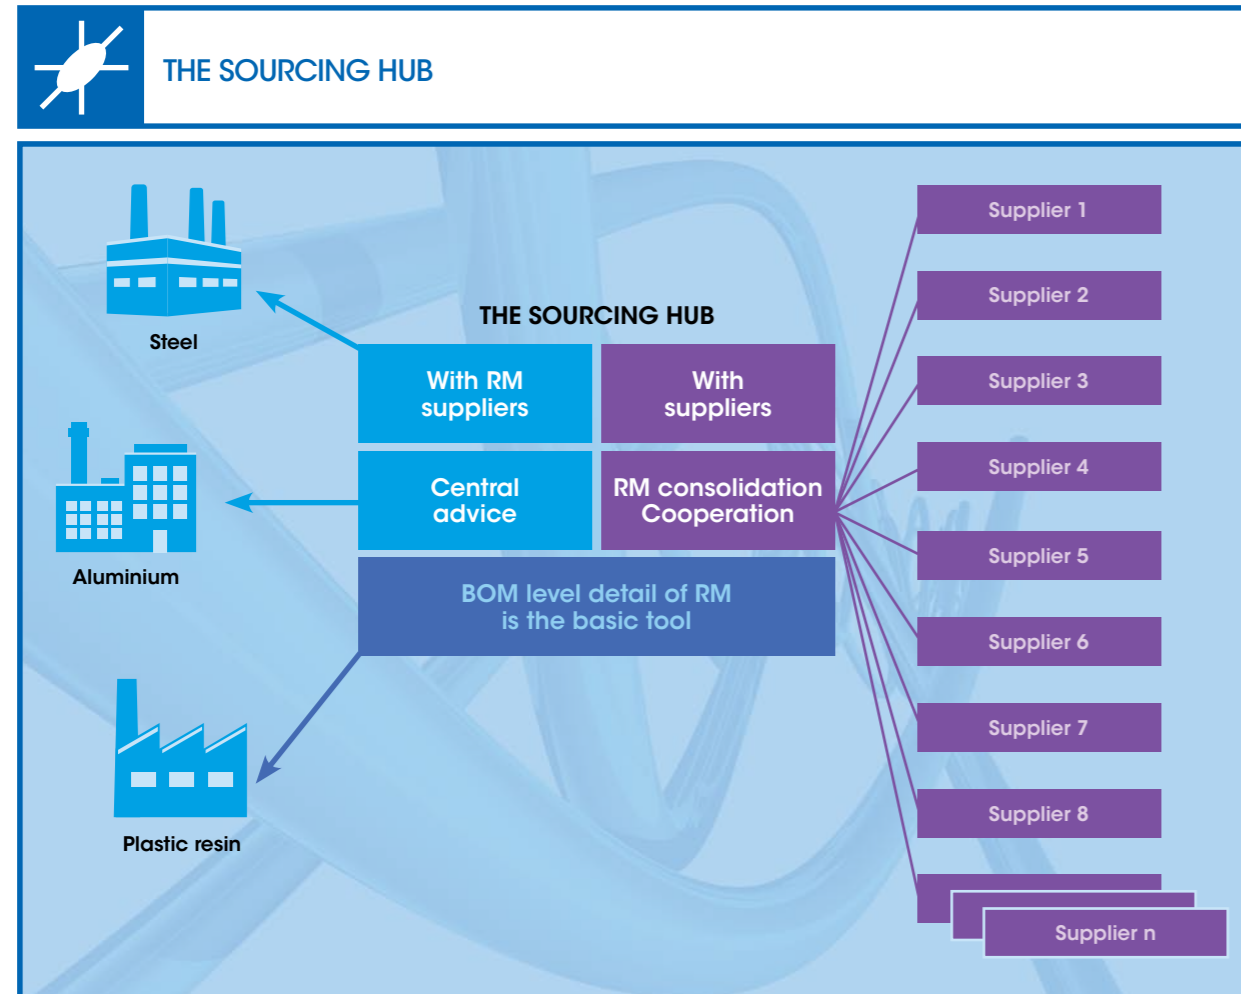 THE SOURCING HUB
Steel
Aluminium
Plastic resin
THE SOURCING HUB
With RM
suppliers
With
suppliers
Central
advice
RM consolidation
Cooperation
BOM level detail of RM
is the basic tool
Supplier 1
Supplier 2
Supplier 3
Supplier 4
Supplier 5
Supplier 6
Supplier 7
Supplier 8
Supplier n